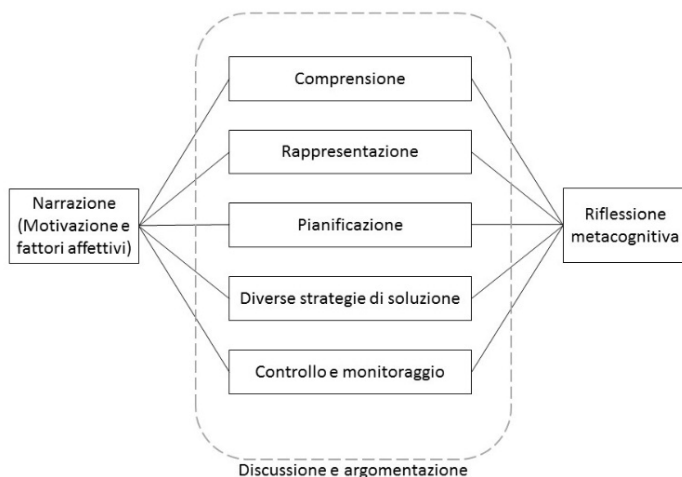 Narrazione
(Motivazione e
fattori affettivi)
Comprensione
Rappresentazione
Pianificazione
Diverse strategie di soluzione
Controllo e monitoraggio
Riflessione
metacognitiva
Discussione e argomentazione